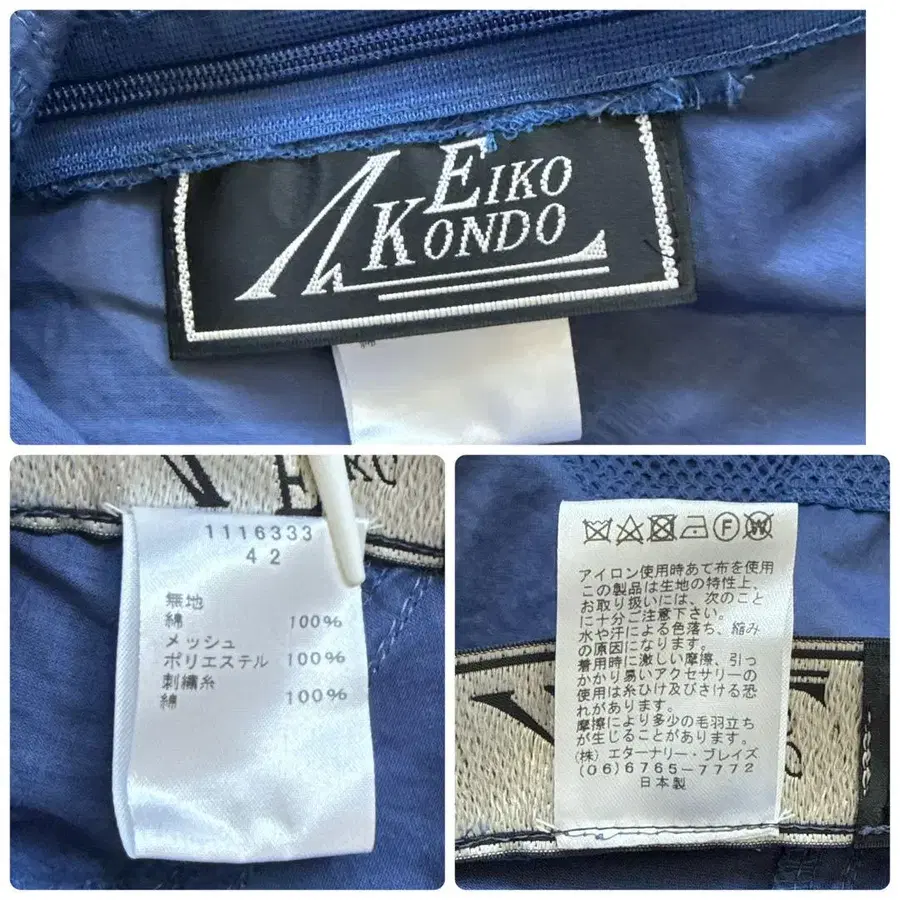 EIKO
KONDO
1116333
42
無地
綿 100%
メッシュ
ポリエステル 100%
刺繍糸
綿 100%
アイロン使用時あて布を使用
この製品は生地の特性上、
お取り扱いには、次のこと
に十分ご注意下さい。
水や汗による色落ち、縮み
の原因になります。
着用時に激しい摩擦、引っ
かかり易いアクセサリーの
使用は糸ひけ及びさける恐
れがあります。
摩擦により多少の毛羽立ち
が生じることがあります。
(株) エターナリー・ブレイズ
(06)6765-7772
日本製